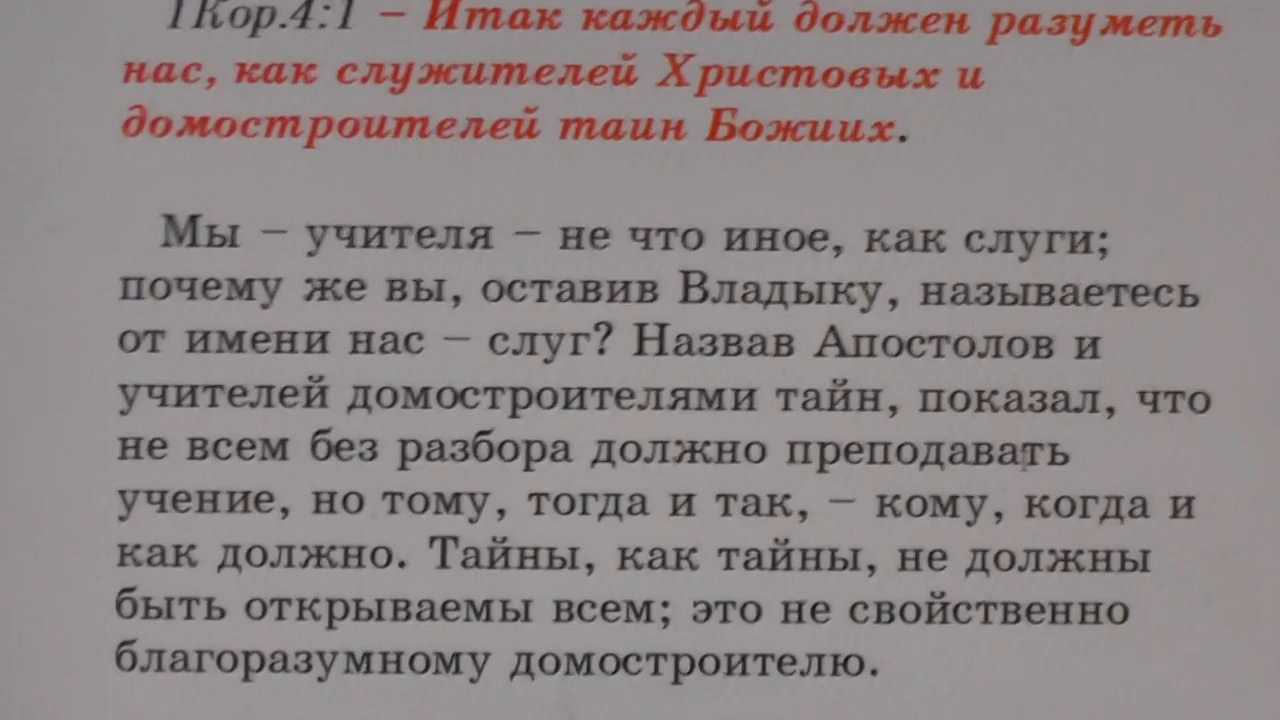 1Кор.4:1 – Итак каждый должен разуметь
нас, как служителей Христовых и
домостроителей таин Божиих.
Мы – учителя – не что иное, как слуги;
почему же вы, оставив Владыку, называетесь
от имени нас – слуг? Назвав Апостолов и
учителей домостроителями тайн, показал, что
не всем без разбора должно преподавать
учение, но тому, тогда и так, – кому, когда и
как должно. Тайны, как тайны, не должны
быть открываемы всем; это не свойственно
благоразумному домостроителю.